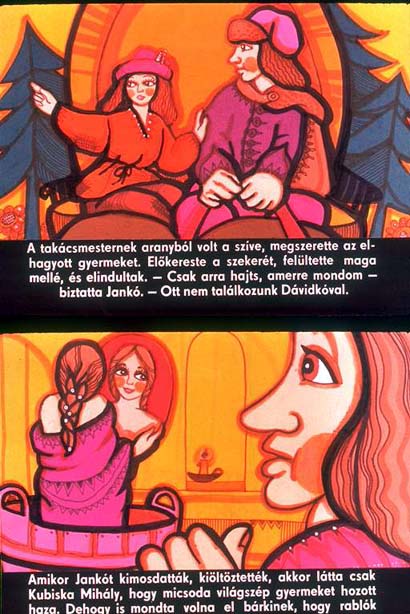 A takácsmesternek aranyból volt a szíve, megszerette az el-
hagyott gyermeket. Előkereste a szekerét, felültette maga
mellé, és elindultak. — Csak arra hajts, amerre mondom —
biztatta Jankó. — Ott nem találkozunk Dávidkóval.
Amikor Jankót kimosdatták, kiöltöztették, akkor látta csak
Kubiska Mihály, hogy micsoda világszép gyermeket hozott
haza. Dehogy is mondta volna el bárkinek, hogy rablók